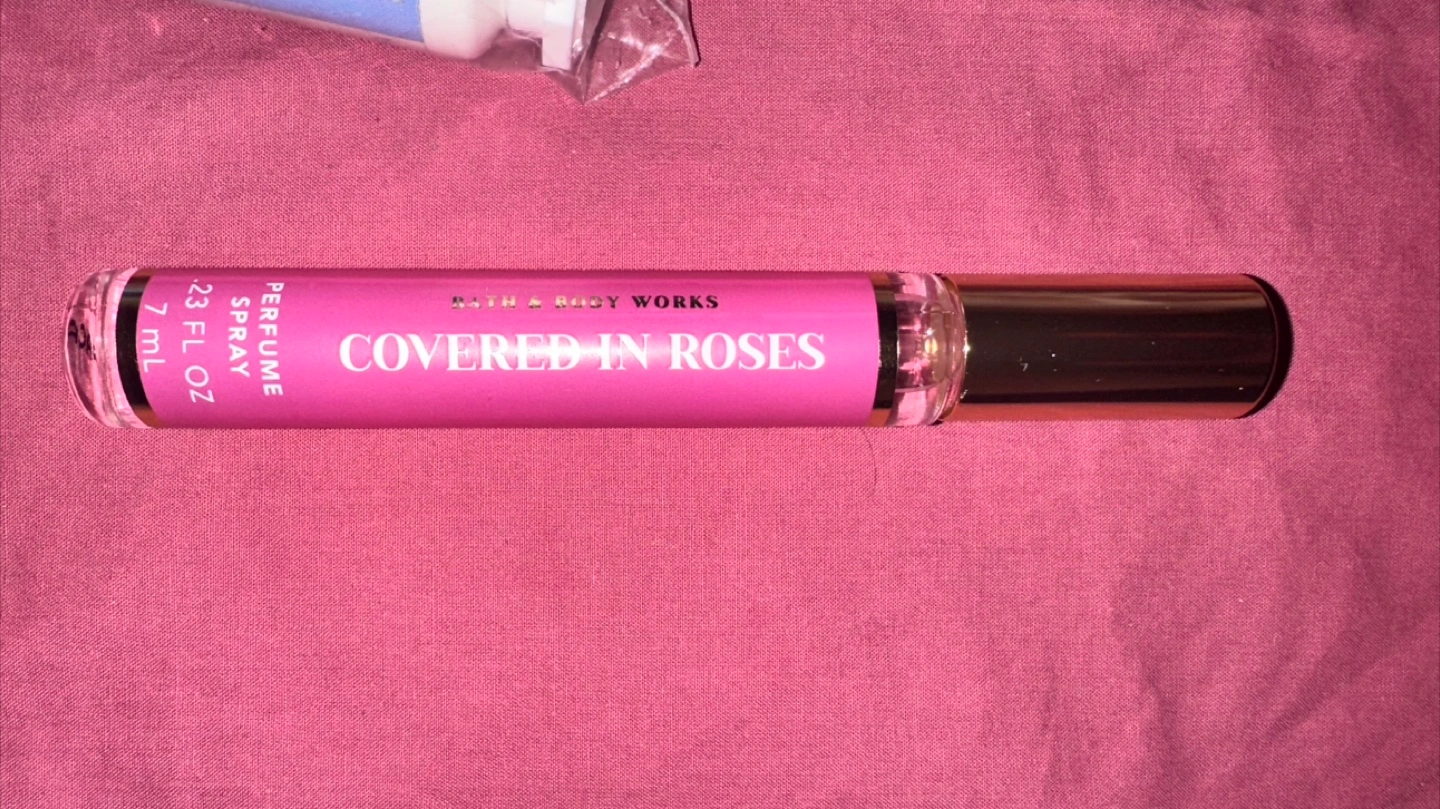 BATH & BODY WORKS
COVERED IN ROSES
PERFUME
SPRAY
.23 FL OZ
7 mL